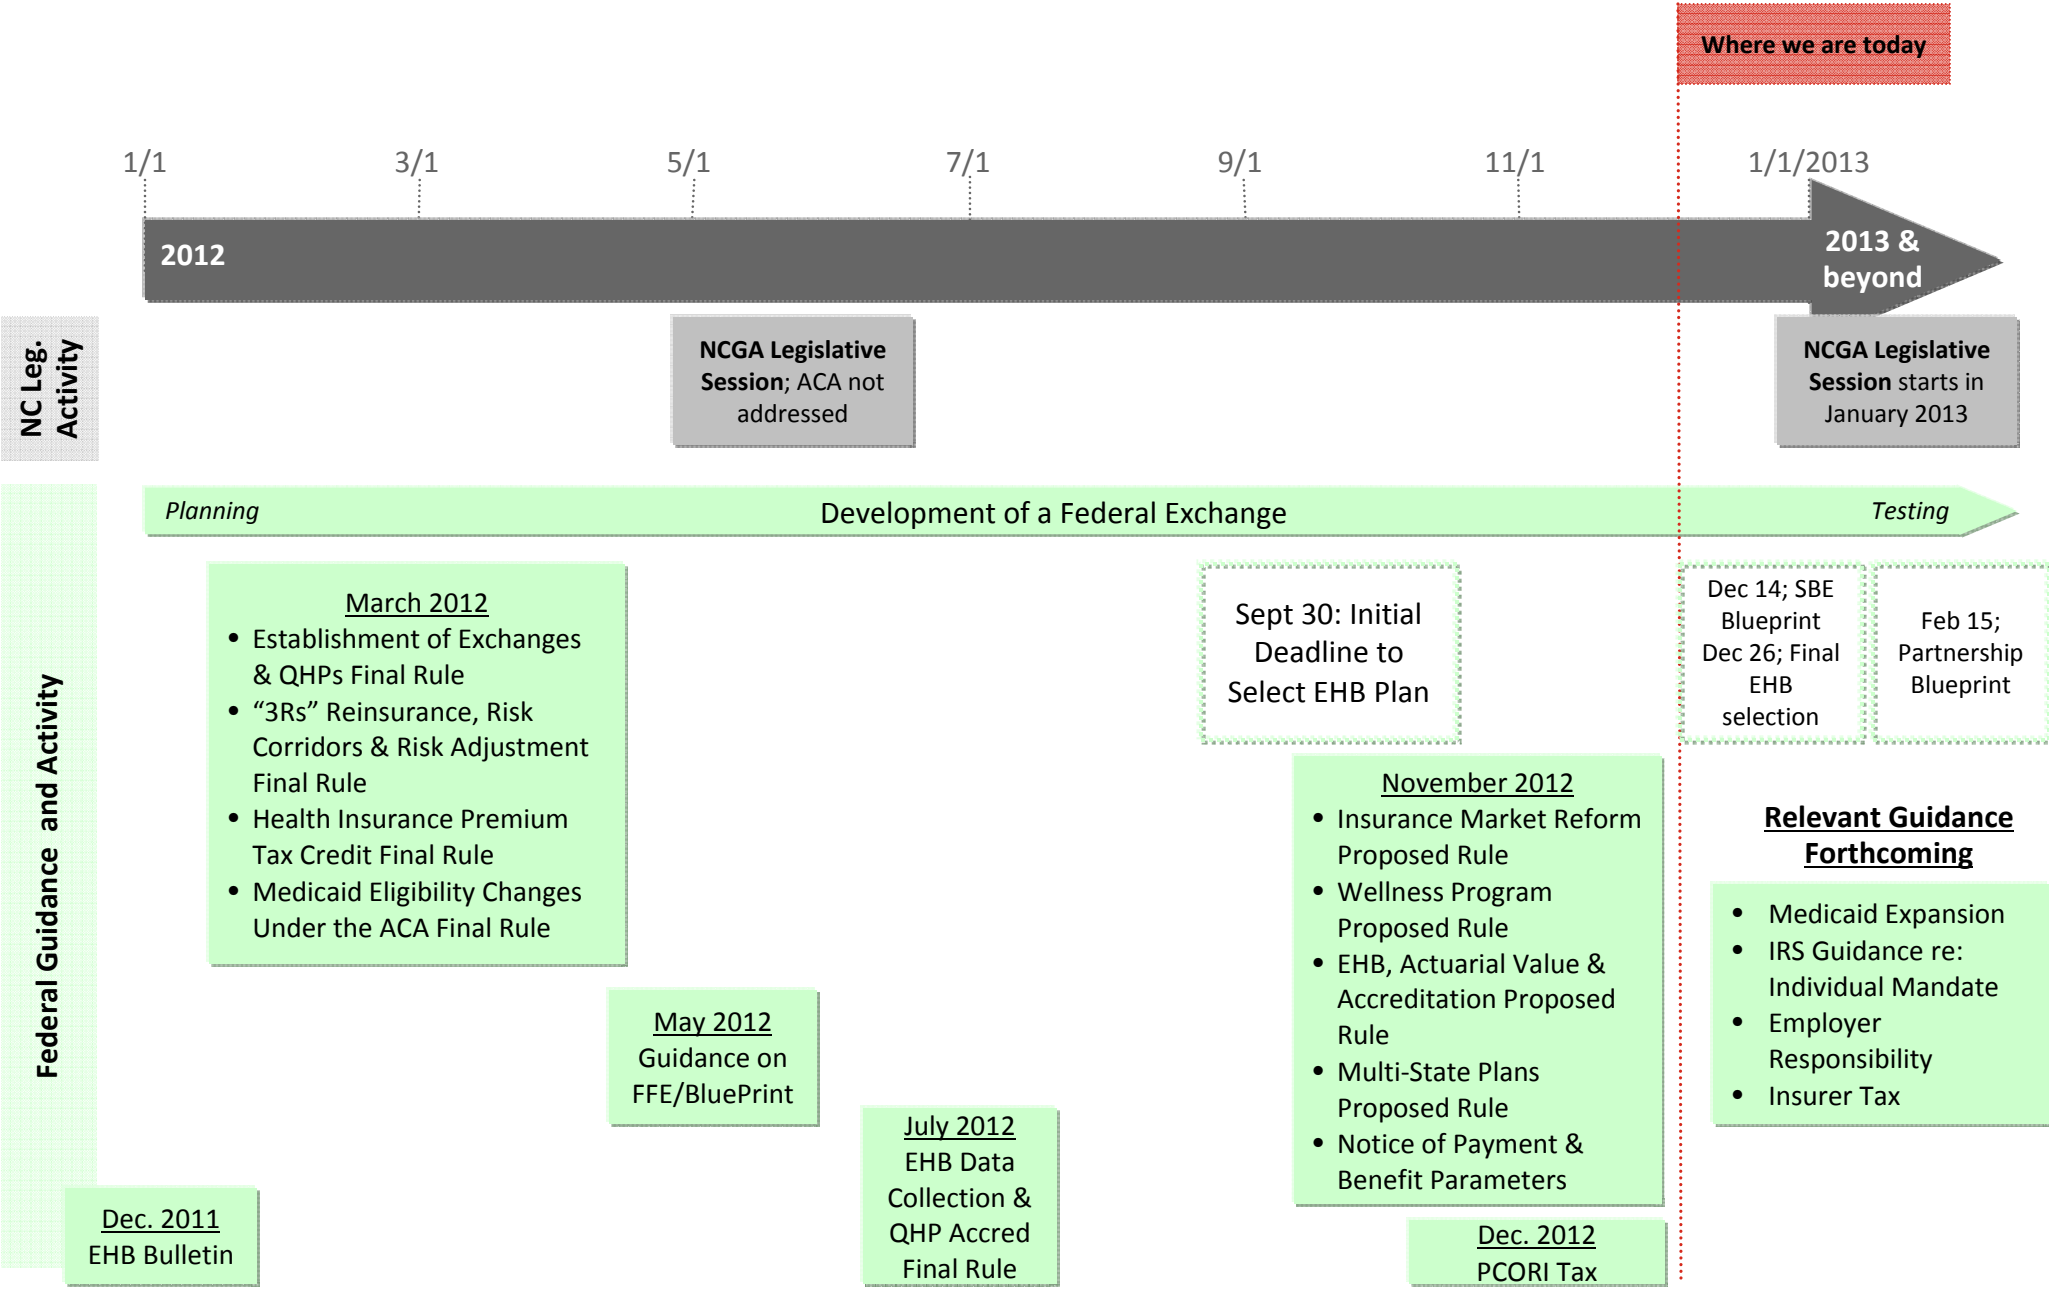 Where we are today
1/1
3/1
5/1
7/1
9/1
11/1
1/1/2013
2012
2013 &
beyond
NC Leg.
Activity
NCGA Legislative
Session; ACA not
addressed
NCGA Legislative
Session starts in
January 2013
Planning
Development of a Federal Exchange
Testing
Federal Guidance and Activity
March 2012
• Establishment of Exchanges
& QHPs Final Rule
• “3Rs” Reinsurance, Risk
Corridors & Risk Adjustment
Final Rule
• Health Insurance Premium
Tax Credit Final Rule
• Medicaid Eligibility Changes
Under the ACA Final Rule
Sept 30: Initial
Deadline to
Select EHB Plan
Dec 14; SBE
Blueprint
Dec 26; Final
EHB
selection
Feb 15;
Partnership
Blueprint
November 2012
• Insurance Market Reform
Proposed Rule
• Wellness Program
Proposed Rule
• EHB, Actuarial Value &
Accreditation Proposed
Rule
• Multi-State Plans
Proposed Rule
• Notice of Payment &
Benefit Parameters
Relevant Guidance
Forthcoming
• Medicaid Expansion
• IRS Guidance re:
Individual Mandate
• Employer
Responsibility
• Insurer Tax
May 2012
Guidance on
FFE/BluePrint
July 2012
EHB Data
Collection &
QHP Accred
Final Rule
Dec. 2011
EHB Bulletin
Dec. 2012
PCORI Tax